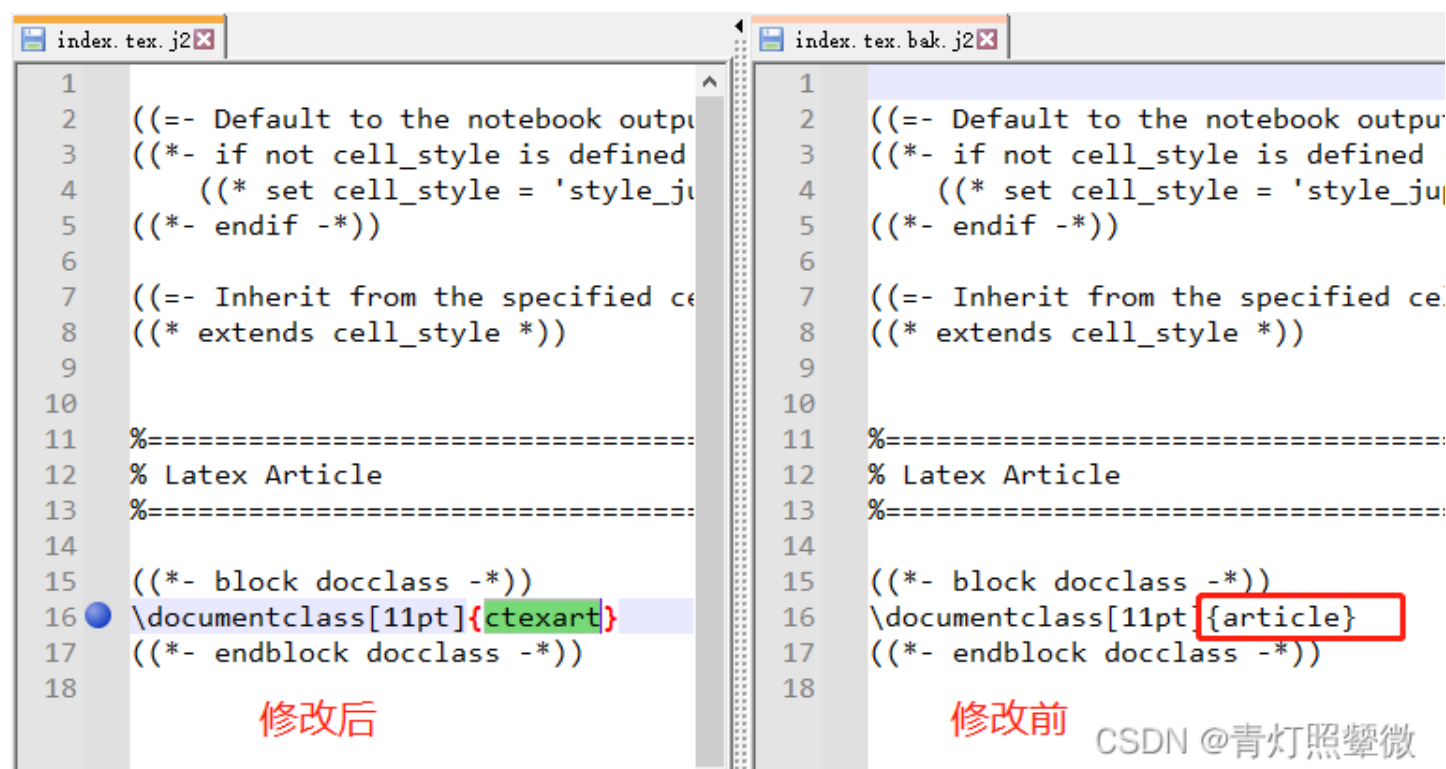 index.tex.j2
1
2 ((=- Default to the notebook outpu
3 ((*- if not cell_style is defined
4 ((* set cell_style = 'style_ju
5 ((*- endif -*))
6
7 ((=- Inherit from the specified ce
8 ((* extends cell_style *))
9
10
11 %=================================
12 % Latex Article
13 %=================================
14
15 ((*- block docclass -*))
16 \documentclass[11pt]{ctexart}
17 ((*- endblock docclass -*))
18
修改后
index.tex.bak.j2
1
2 ((=- Default to the notebook output
3 ((*- if not cell_style is defined
4 ((* set cell_style = 'style_jup
5 ((*- endif -*))
6
7 ((=- Inherit from the specified cel
8 ((* extends cell_style *))
9
10
11 %==================================
12 % Latex Article
13 %==================================
14
15 ((*- block docclass -*))
16 \documentclass[11pt]{article}
17 ((*- endblock docclass -*))
18
修改前
CSDN @青灯照颦微